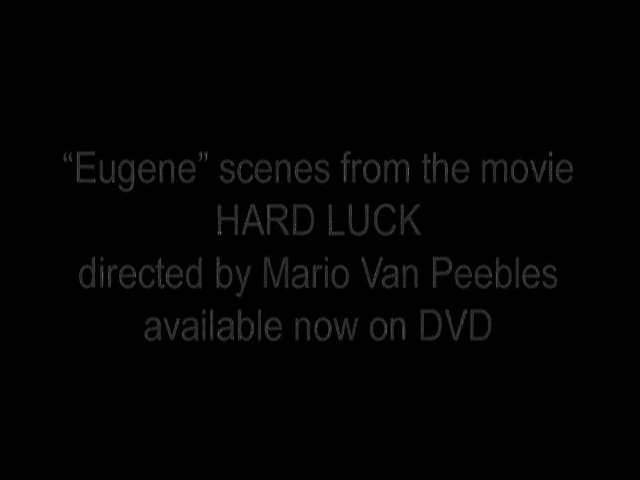 “Eugene” scenes from the movie
HARD LUCK
directed by Mario Van Peebles
available now on DVD